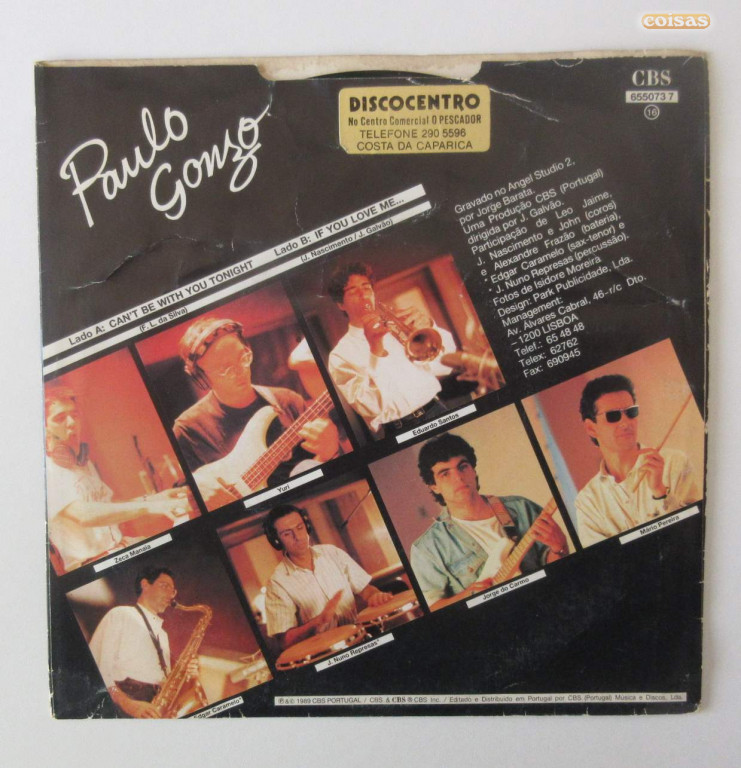 coisas
CBS
655073 7
16
DISCOCENTRO
No Centro Comercial O PESCADOR
TELEFONE 290 5596
COSTA DA CAPARICA
Paulo
Gonzo
Lado A: CAN'T BE WITH YOU TONIGHT
(F. L. da Silva)
Lado B: IF YOU LOVE ME...
(J. Nascimento / J. Galvão)
Gravado no Angel Studio 2,
por Jorge Barata.
Uma Produção CBS (Portugal)
dirigida por J. Galvão.
Participação de Leo Jaime,
J. Nascimento e John (coros)
e Alexandre Frazão (bateria),
* Edgar Caramelo (sax-tenor) e
* J. Nuno Represas (percussão).
Fotos de Isidore Moreira
Design: Park Publicidade, Lda.
Management:
Av. Álvares Cabral, 46-r/c Dto.
– 1200 LISBOA
Telef.: 65 48 48
Telex: 62762
Fax: 690945
Zeca Manaia
Yuri
Eduardo Santos
Edgar Caramelo*
J. Nuno Represas*
Jorge do Carmo
Mário Pereira
℗ & © 1989 CBS PORTUGAL / CBS & CBS ® CBS Inc. / Editado e Distribuído em Portugal por CBS (Portugal) Música e Discos, Lda.